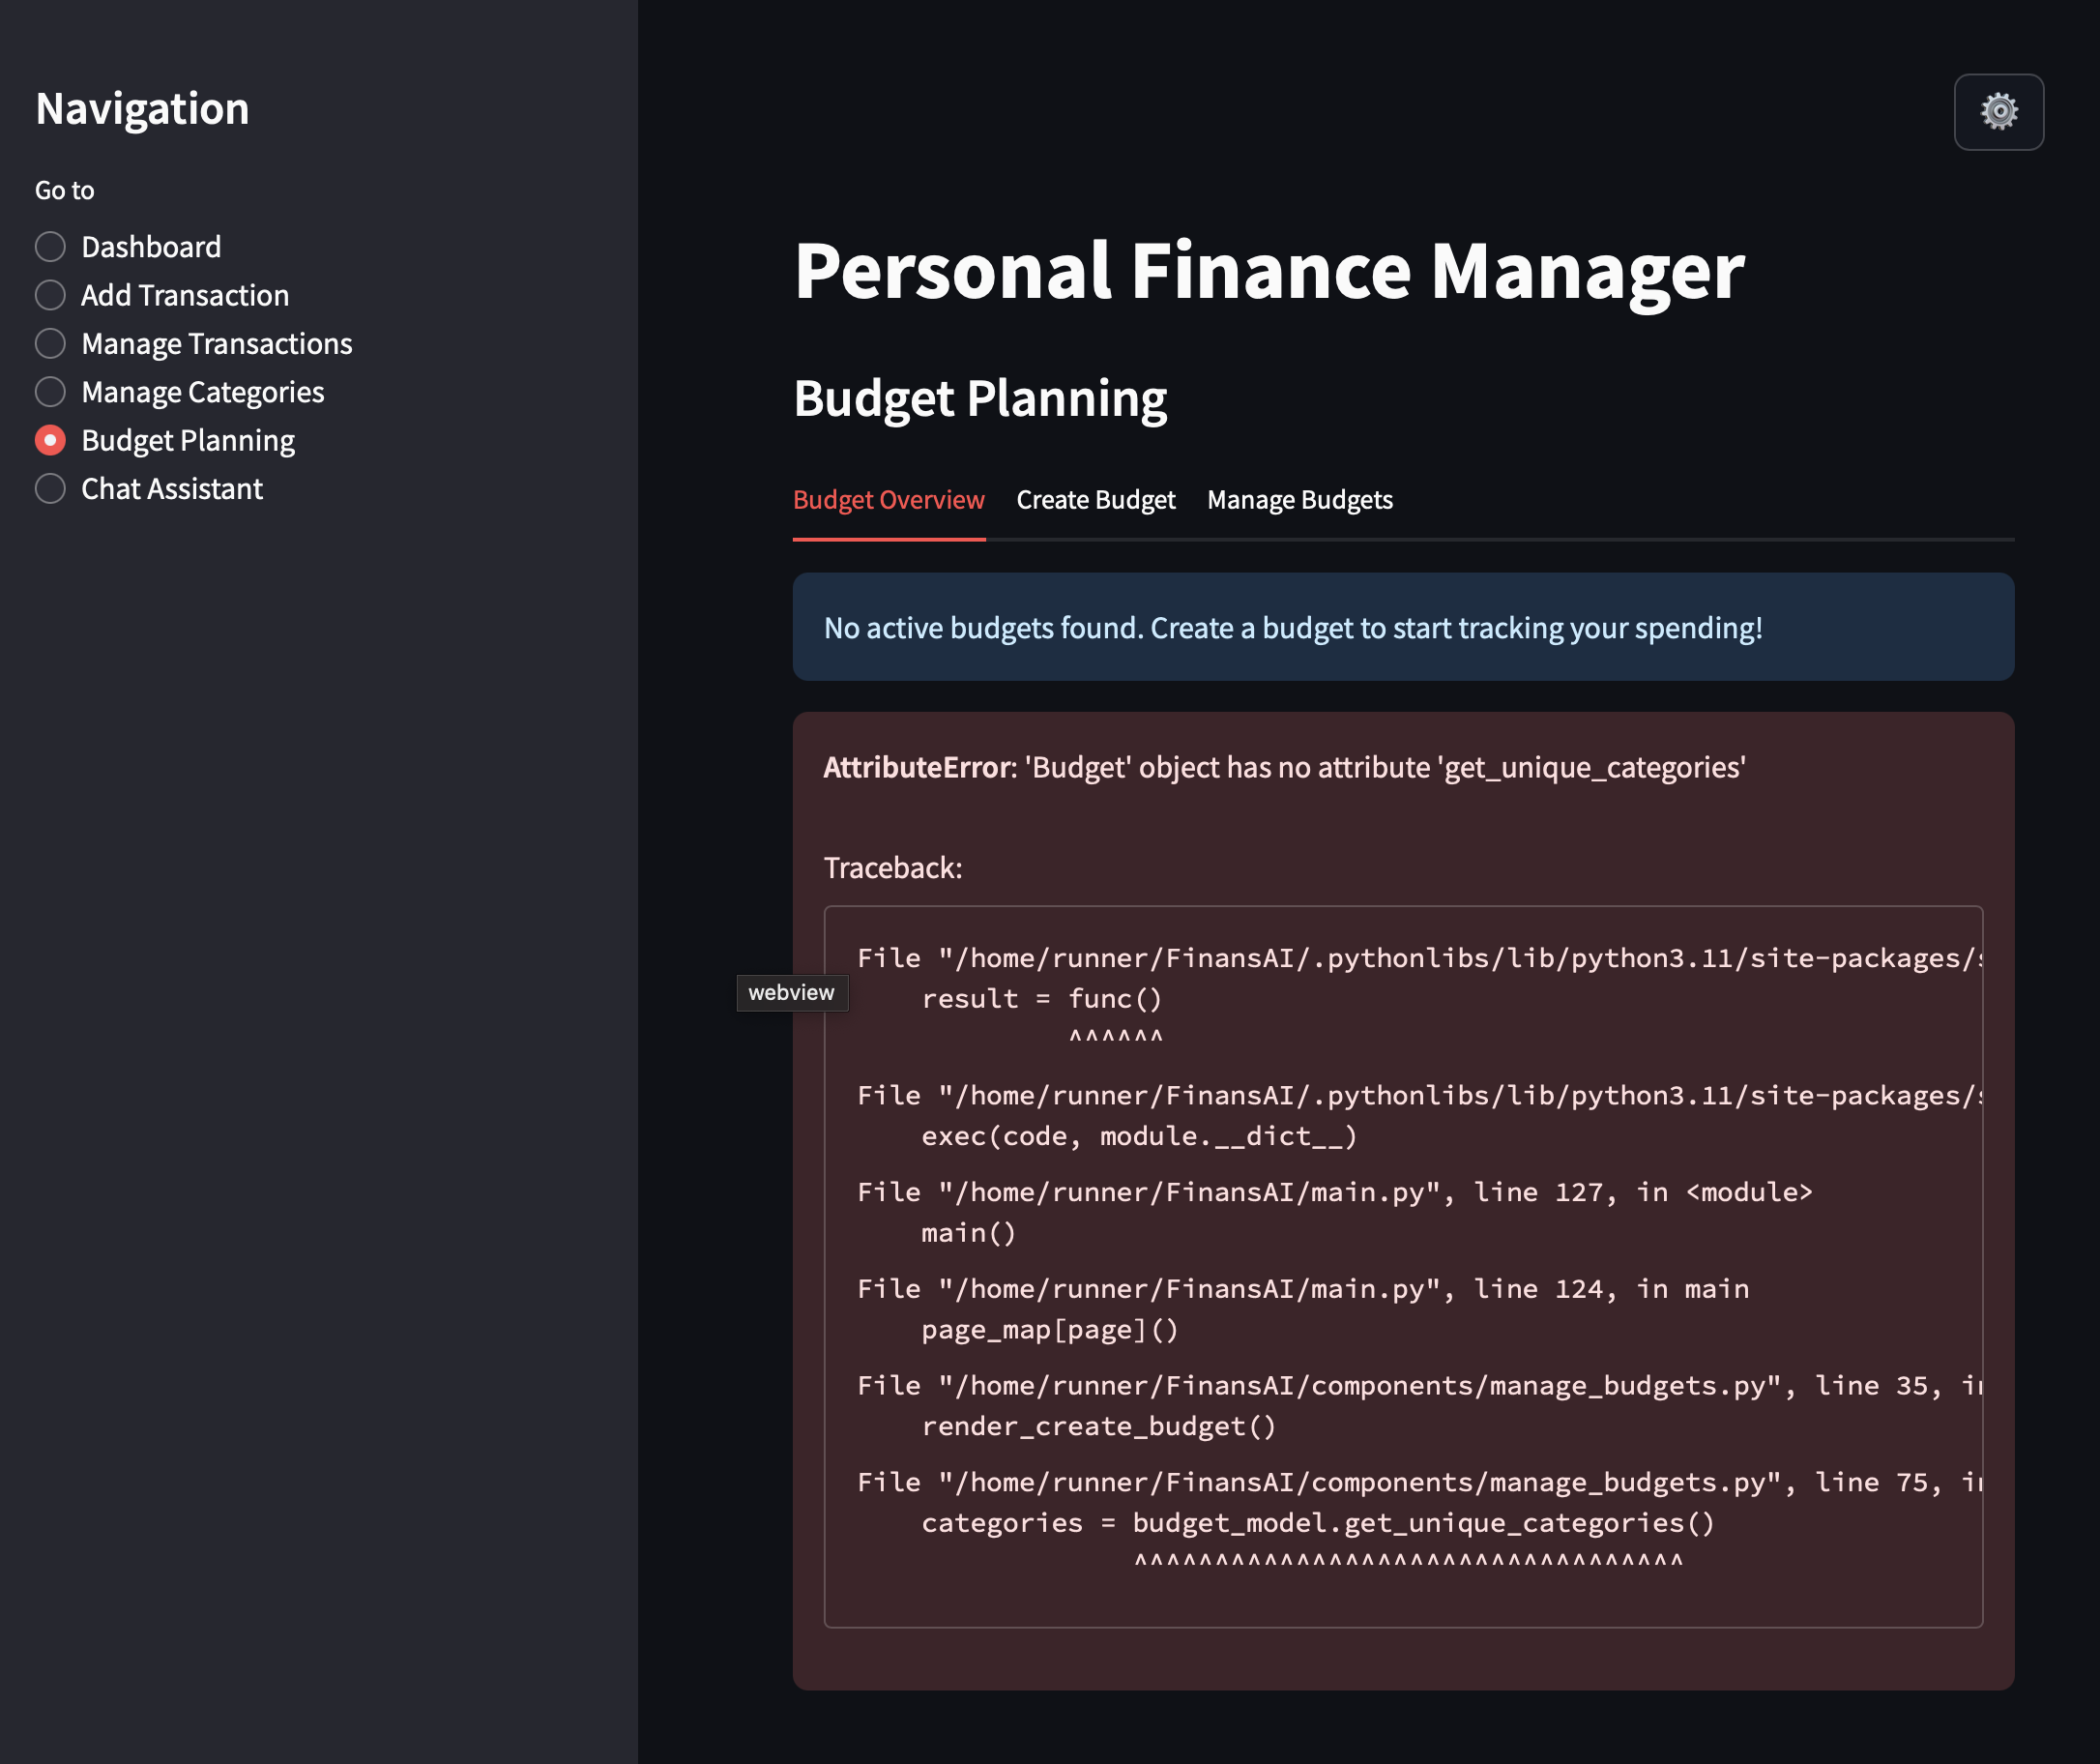 Navigation
Go to
Dashboard
Add Transaction
Manage Transactions
Manage Categories
Budget Planning
Chat Assistant
Personal Finance Manager
Budget Planning
Budget Overview Create Budget Manage Budgets
No active budgets found. Create a budget to start tracking your spending!
AttributeError: 'Budget' object has no attribute 'get_unique_categories'
Traceback:
File "/home/runner/FinansAI/.pythonlibs/lib/python3.11/site-packages/
webview
result = func()
^^^^^^
File "/home/runner/FinansAI/.pythonlibs/lib/python3.11/site-packages/
exec(code, module.__dict__)
File "/home/runner/FinansAI/main.py", line 127, in <module>
main()
File "/home/runner/FinansAI/main.py", line 124, in main
page_map[page]()
File "/home/runner/FinansAI/components/manage_budgets.py", line 35, in
render_create_budget()
File "/home/runner/FinansAI/components/manage_budgets.py", line 75, in
categories = budget_model.get_unique_categories()
^^^^^^^^^^^^^^^^^^^^^^^^^^^^^^^^^^